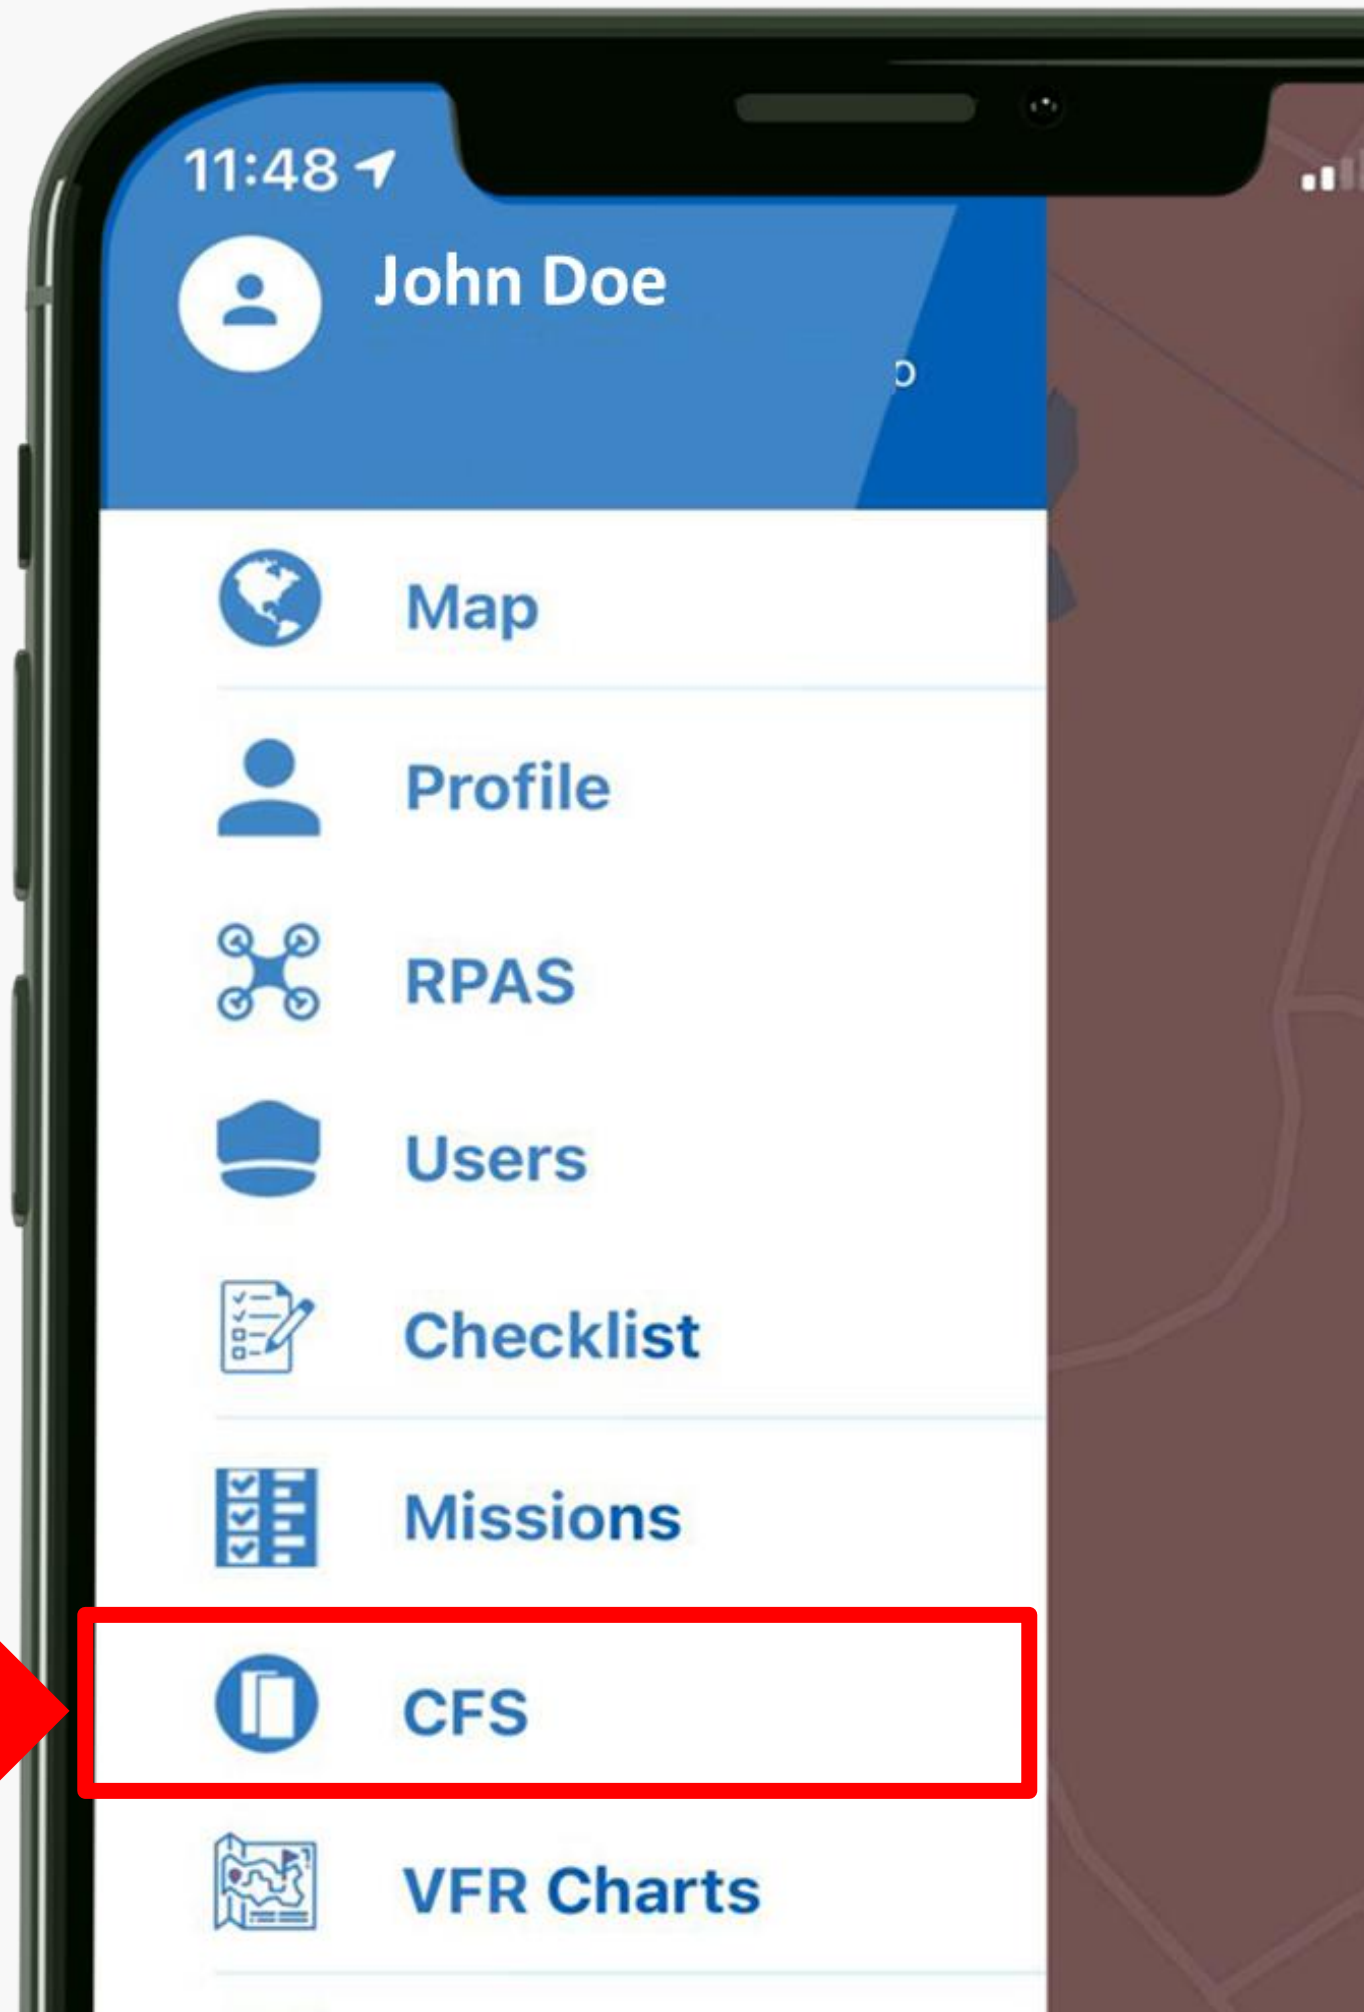 11:48
John Doe
o
Map
Profile
RPAS
Users
Checklist
Missions
CFS
VFR Charts